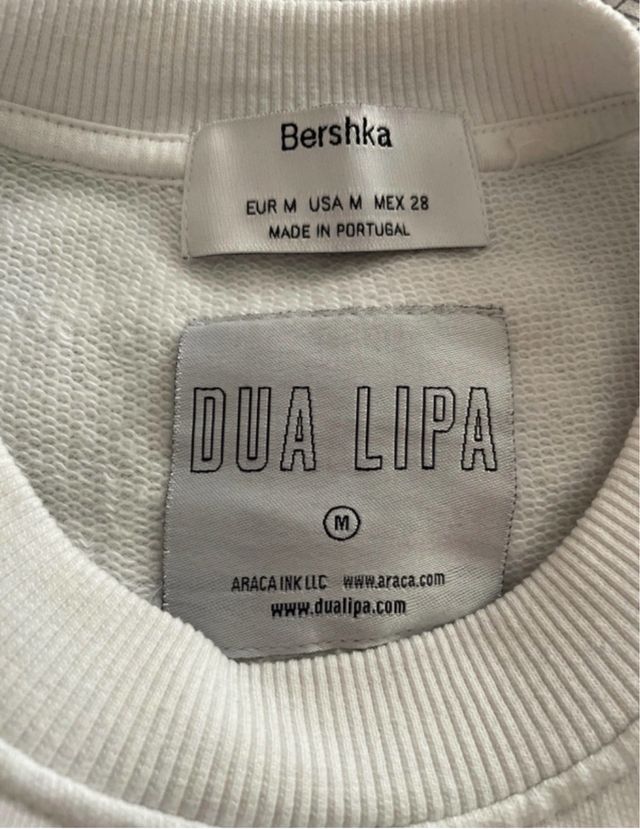 Bershka
EUR M USA M MEX 28
MADE IN PORTUGAL
DUA LIPA
M
ARACA INK LLC www.araca.com
www.dualipa.com